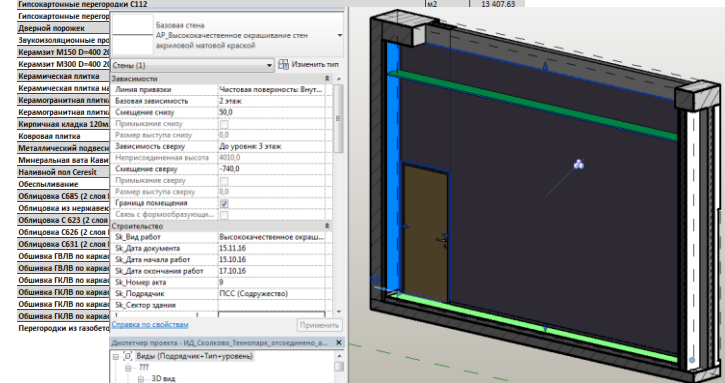 Гипсокартонные перегородки С112 м2 13 407.63
Гипсокартонные перегор
Дверной порожек
Звукоизоляционные про
Керамзит М150 D=400 20
Керамзит М300 D=400 20
Керамическая плитка
Керамическая плитка на
Керамогранитная плитк
Керамогранитная плитк
Кирпичная кладка 120м
Ковровая плитка
Металлический подвесн
Минеральная вата Кави
Наливной пол Ceresit
Обеспыливание
Облицовка С685 (2 слоя
Облицовка из нержавею
Облицовка С 623 (2 слоя
Облицовка С626 (2 слоя
Облицовка С631 (2 слоя
Обшивка ГВЛВ по каркас
Обшивка ГВЛВ по каркас
Обшивка ГКЛВ по каркас
Обшивка ГКЛВ по каркас
Обшивка ГКЛВ по каркас
Перегородки из газобето
Базовая стена
АР_Высококачественное окрашивание стен
акриловой матовой краской
Стены (1) Изменить тип
Зависимости
Линия привязки Чистовая поверхность: Внут...
Базовая зависимость 2 этаж
Смещение снизу 50,0
Примыкание снизу
Размер выступа снизу 0,0
Зависимость сверху До уровня: 3 этаж
Неприсоединенная высота 4010,0
Смещение сверху -740,0
Примыкание сверху
Размер выступа сверху 0,0
Граница помещения
Связь с формообразующи...
Строительство
Sk_Вид работ Высококачественное окраш...
Sk_Дата документа 15.11.16
Sk_Дата начала работ 15.10.16
Sk_Дата окончания работ 17.10.16
Sk_Номер акта 9
Sk_Подрядчик ПСС (Содружество)
Sk_Сектор здания
Справка по свойствам Применить
Диспетчер проекта - ИД_Сколково_Технопарк_отсоединено_а...
Виды (Подрядчик+Тип+уровень)
???
3D вид